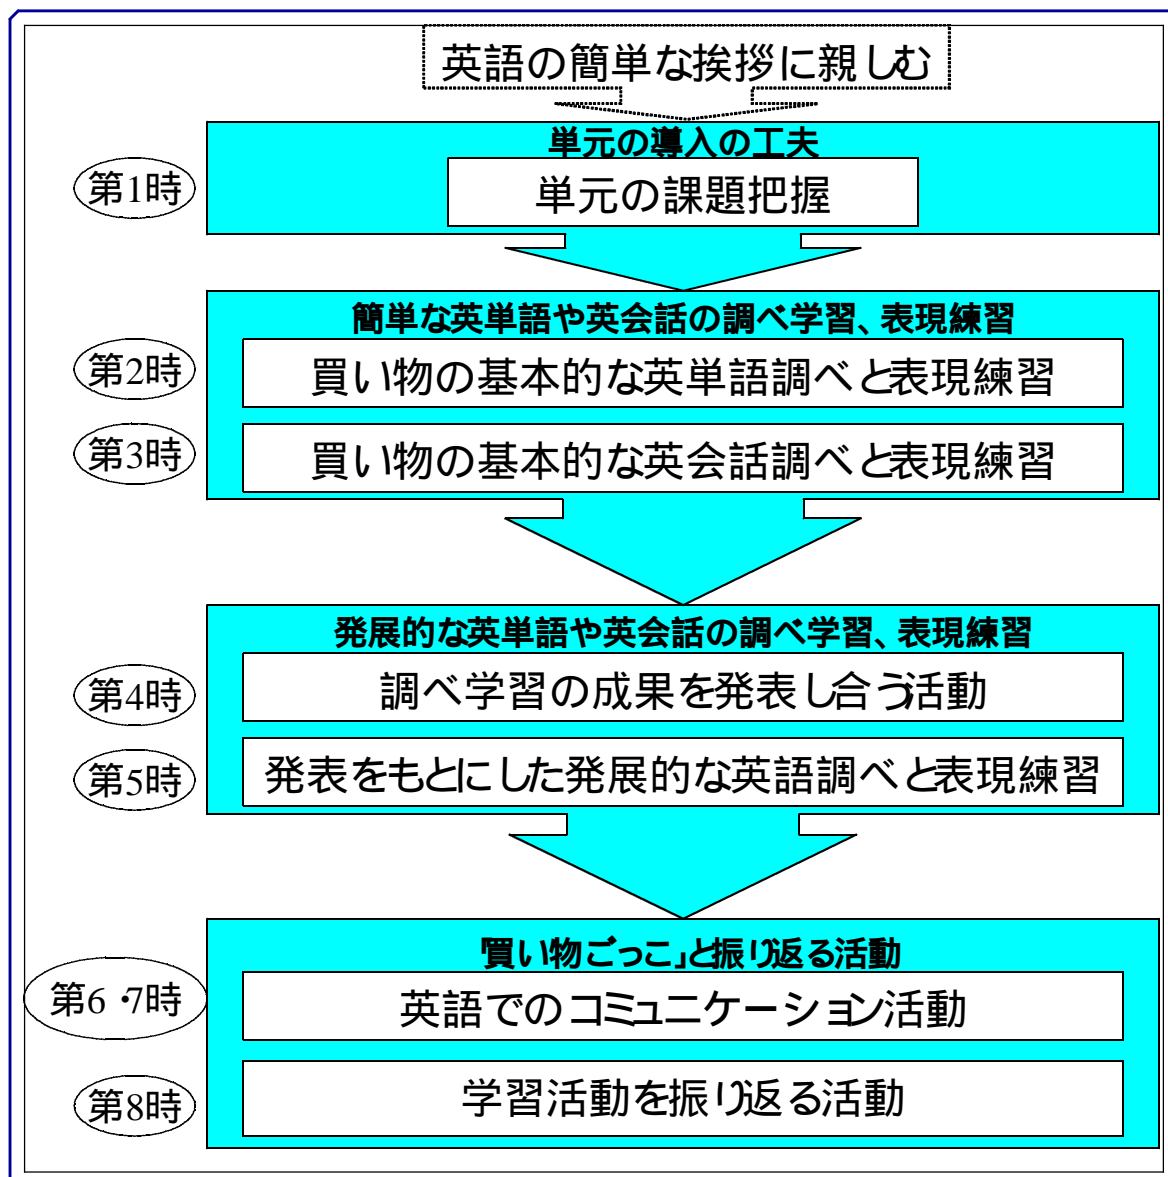 英語の簡単な挨拶に親しむ
単元の導入の工夫
第1時
単元の課題把握
簡単な英単語や英会話の調べ学習、表現練習
第2時
買い物の基本的な英単語調べと表現練習
第3時
買い物の基本的な英会話調べと表現練習
発展的な英単語や英会話の調べ学習、表現練習
第4時
調べ学習の成果を発表し合う活動
第5時
発表をもとにした発展的な英語調べと表現練習
「買い物ごっこ」と振り返る活動
第6・7時
英語でのコミュニケーション活動
第8時
学習活動を振り返る活動